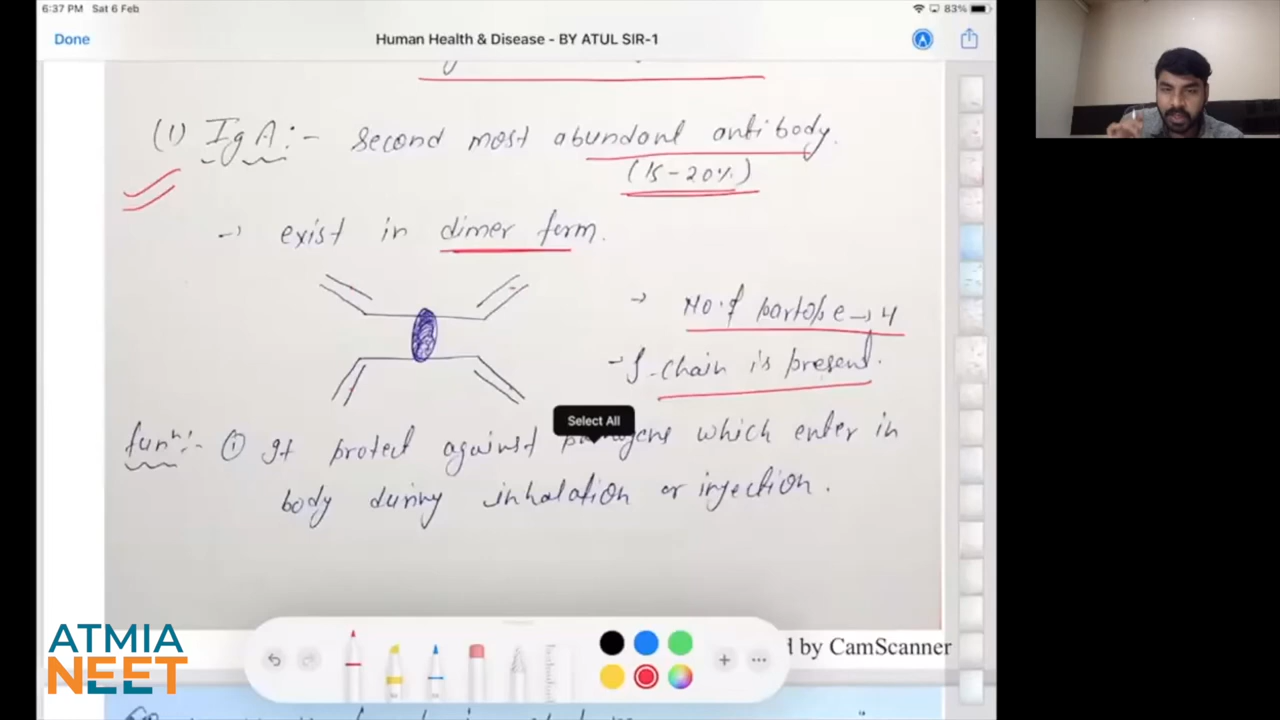 6:37 PM Sat 6 Feb
83%
Done
Human Health & Disease - BY ATUL SIR-1
(1) IgA:- second most abundant antibody.
(15-20%)
→ exist in dimer form.
→ No. of paratope → 4
→ J-chain is present.
funⁿ:- ① It protect against pathogens which enter in
body during inhalation or injection.
Select All
d by CamScanner
ATMIA
NEET